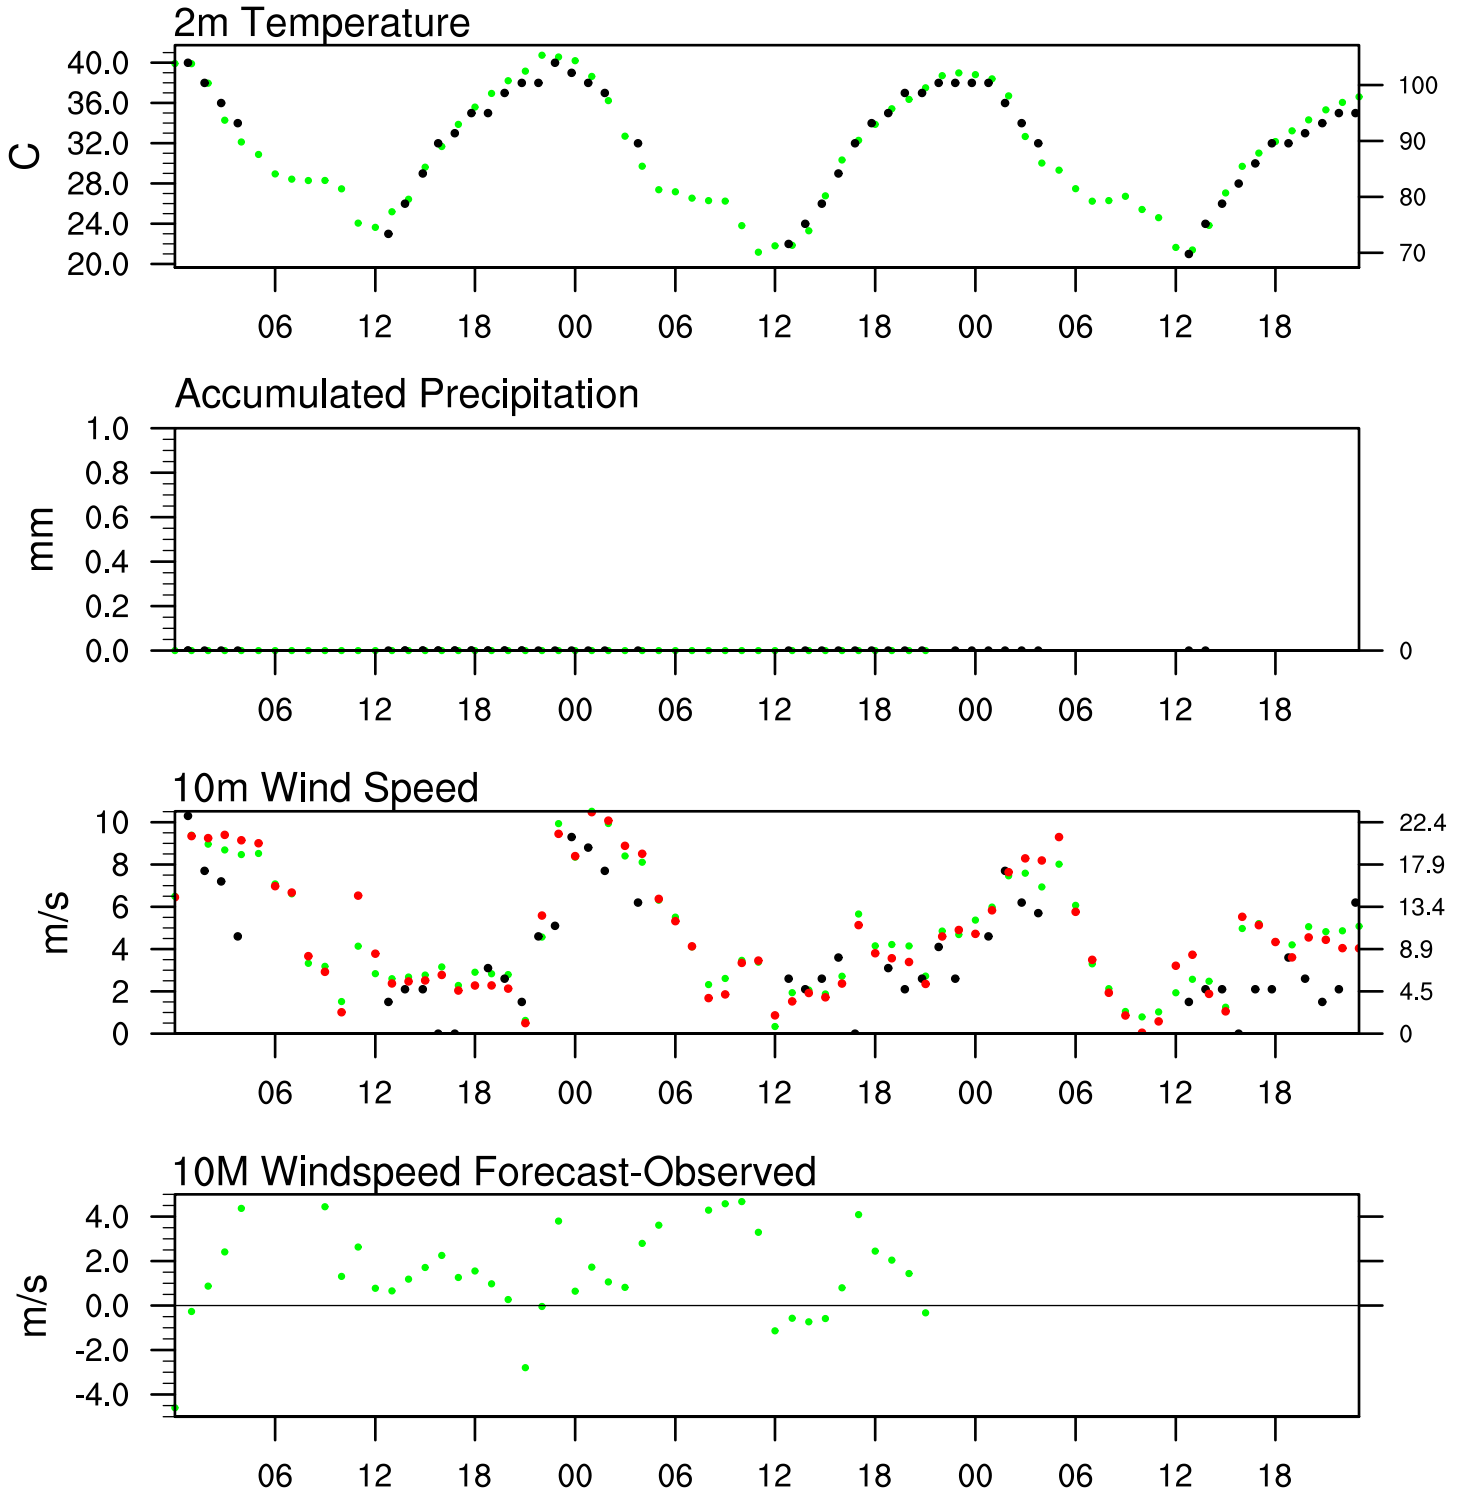 2m Temperature
40.0
36.0
32.0
28.0
24.0
20.0
C
100
90
80
70
06 12 18 00 06 12 18 00 06 12 18
Accumulated Precipitation
1.0
0.8
0.6
0.4
0.2
0.0
mm
0
06 12 18 00 06 12 18 00 06 12 18
10m Wind Speed
10
8
6
4
2
0
m/s
22.4
17.9
13.4
8.9
4.5
0
06 12 18 00 06 12 18 00 06 12 18
10M Windspeed Forecast-Observed
4.0
2.0
0.0
-2.0
-4.0
m/s
06 12 18 00 06 12 18 00 06 12 18